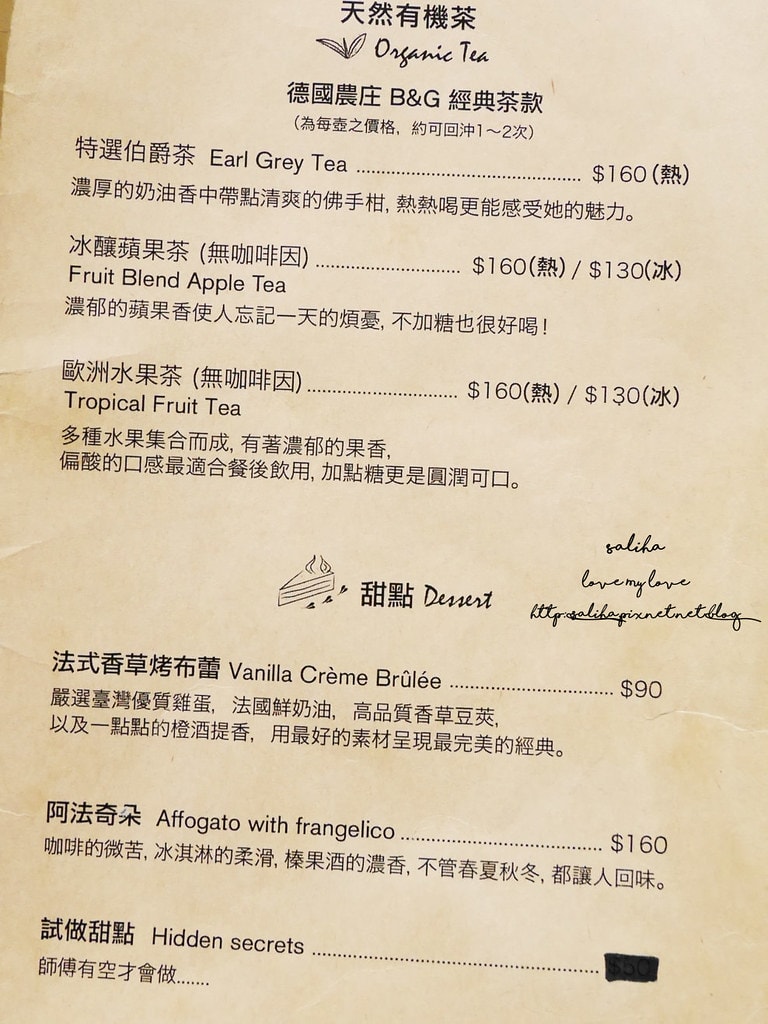 天然有機茶
Organic Tea
德國農庄 B&G 經典茶款
(為每壺之價格，約可回沖1～2次)
特選伯爵茶 Earl Grey Tea ........................................ $160(熱)
濃厚的奶油香中帶點清爽的佛手柑, 熱熱喝更能感受她的魅力。
冰釀蘋果茶 (無咖啡因) ......................... $160(熱) / $130(冰)
Fruit Blend Apple Tea
濃郁的蘋果香使人忘記一天的煩憂, 不加糖也很好喝!
歐洲水果茶 (無咖啡因) .......................... $160(熱) / $130(冰)
Tropical Fruit Tea
多種水果集合而成, 有著濃郁的果香,
偏酸的口感最適合餐後飲用, 加點糖更是圓潤可口。
saliha
love my love
http:saliha.pixnet.net.blog
甜點 Dessert
法式香草烤布蕾 Vanilla Crème Brûlée ............................. $90
嚴選臺灣優質雞蛋, 法國鮮奶油, 高品質香草豆莢,
以及一點點的橙酒提香, 用最好的素材呈現最完美的經典。
阿法奇朵 Affogato with frangelico .................................... $160
咖啡的微苦, 冰淇淋的柔滑, 榛果酒的濃香, 不管春夏秋冬, 都讓人回味。
試做甜點 Hidden secrets .................................................... $50
師傅有空才會做.......